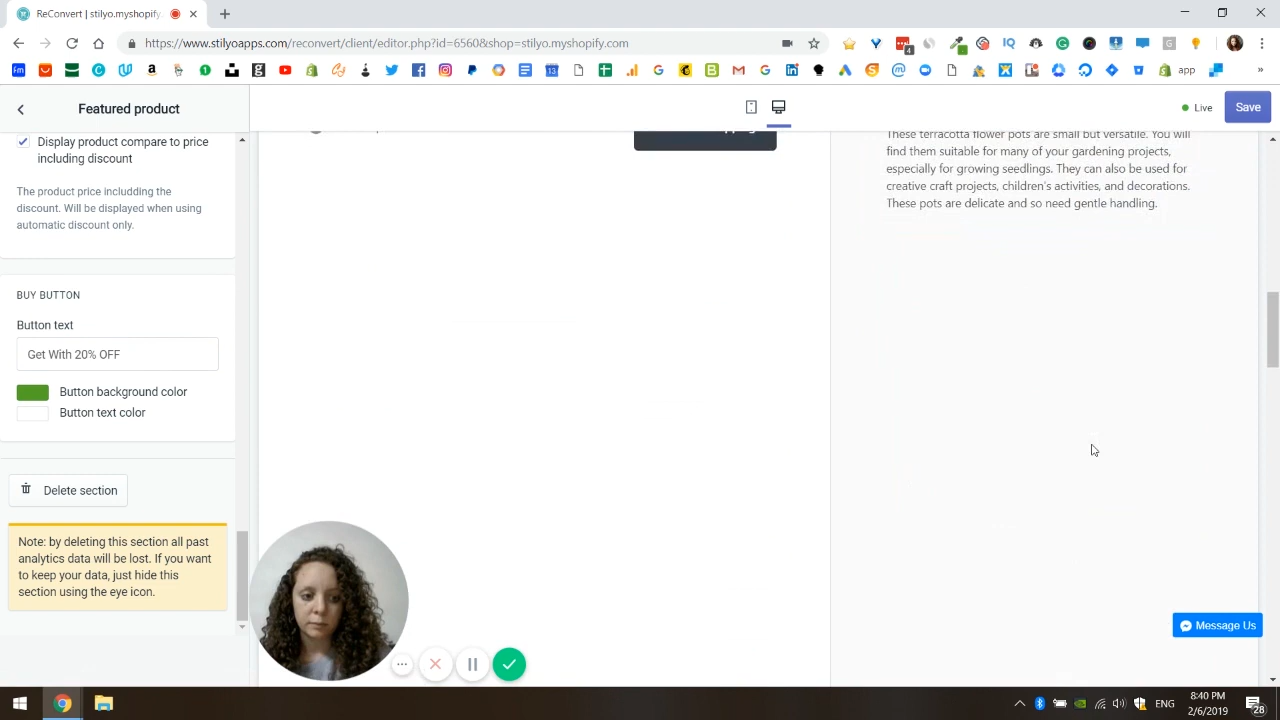 ReConvert | stilyo.myshopify.
https://www.stilyoapps.com/reconvert/client/editor.php?id=6560&shop=stilyo.myshopify.com
app
Featured product
Live
Save
Display product compare to price
including discount
The product price includding the
discount. Will be displayed when using
automatic discount only.
BUY BUTTON
Button text
Get With 20% OFF
Button background color
Button text color
Delete section
Note: by deleting this section all past
analytics data will be lost. If you want
to keep your data, just hide this
section using the eye icon.
These terracotta flower pots are small but versatile. You will
find them suitable for many of your gardening projects,
especially for growing seedlings. They can also be used for
creative craft projects, children's activities, and decorations.
These pots are delicate and so need gentle handling.
Message Us
ENG
8:40 PM
2/6/2019
28